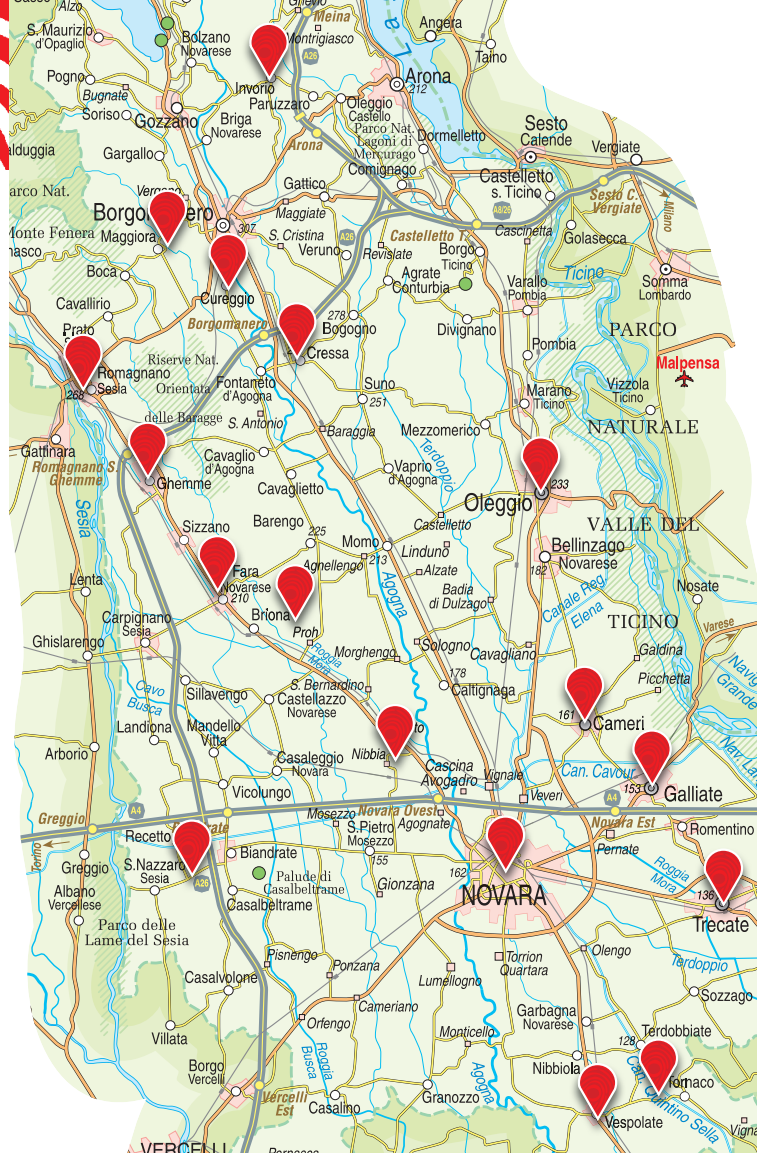 Alzo
Ghevio
Meina
S. Maurizio
d'Opaglio
Bolzano
Novarese
Montrigiasco
Angera
Taino
A26
Pogno
Bugnate
Soriso
Gozzano
Invorio
Paruzzaro
Oleggio
Castello
Arona
212
Briga
Novarese
Arona
Parco Nat.
Lagoni di
Mercurago
Dormelletto
Sesto
Calende
Vergiate
Gargallo
Comignago
Castelletto
s. Ticino
Gattico
Sesto C.
Vergiate
Milano
arco Nat.
Maggiate
A8/26
307
Monte Fenera
Maggiora
S. Cristina
A26
Castelletto T.
Cascinetta
Golasecca
Veruno
Revislate
Borgo
Ticino
Boca
Agrate
Conturbia
Ticino
Varallo
Pombia
Somma
Lombardo
Cureggio
Cavallirio
278
Bogogno
Borgomanero
Divignano
PARCO
Prato
Cressa
Pombia
Riserve Nat.
Malpensa
Romagnano
Sesia
268
Orientata
Fontaneto
d'Agogna
Suno
251
Marano
Ticino
Vizzola
Ticino
delle Baragge
S. Antonio
Baraggia
Mezzomerico
NATURALE
Gattinara
Cavaglio
d'Agogna
Vaprio
d'Agogna
Terdoppio
Romagnano S.
Ghemme
Ghemme
Cavaglietto
233
Oleggio
Sesia
Sizzano
Barengo
225
Castelletto
VALLE DEL
Momo
213
Linduno
Bellinzago
Novarese
182
Agnellengo
Alzate
Lenta
Fara
Novarese
210
Agogna
Badia
di Dulzago
Canale Reg.
Elena
Nosate
Briona
Proh
Carpignano
Sesia
TICINO
Varese
Ghislarengo
Roggia
Mora
Morghengo
Sologno
Cavagliano
Galdina
Picchetta
Cavo
Busca
Sillavengo
S. Bernardino
178
Caltignaga
Castellazzo
Novarese
161
Cameri
Navig.
Grande
Landiona
Mandello
Vitta
Nibbia
Arborio
Casaleggio
Novara
Cascina
Avogadro
Vignale
Can. Cavour
153
Galliate
Vicolungo
Veveri
A4
A4
Greggio
Mosezzo
Novara Ovest
Agognate
Novara Est
Romentino
Torino
Recetto
S.Pietro
Mosezzo
155
Pernate
Greggio
S.Nazzaro
Sesia
Biandrate
162
Roggia
Mora
A26
Palude di
Casalbeltrame
Gionzana
136
Albano
Vercellese
Casalbeltrame
NOVARA
Trecate
Parco delle
Lame del Sesia
Pisnengo
Ponzana
Torrion
Quartara
Olengo
Terdoppio
Casalvolone
Lumellogno
Sozzago
Cameriano
Garbagna
Novarese
Orfengo
Villata
Monticello
128
Terdobbiate
Roggia
Busca
Nibbiola
Borgo
Vercelli
Agogna
Can. Quintino Sella
Vercelli
Est
Casalino
Granozzo
Vespolate
VERCELLI